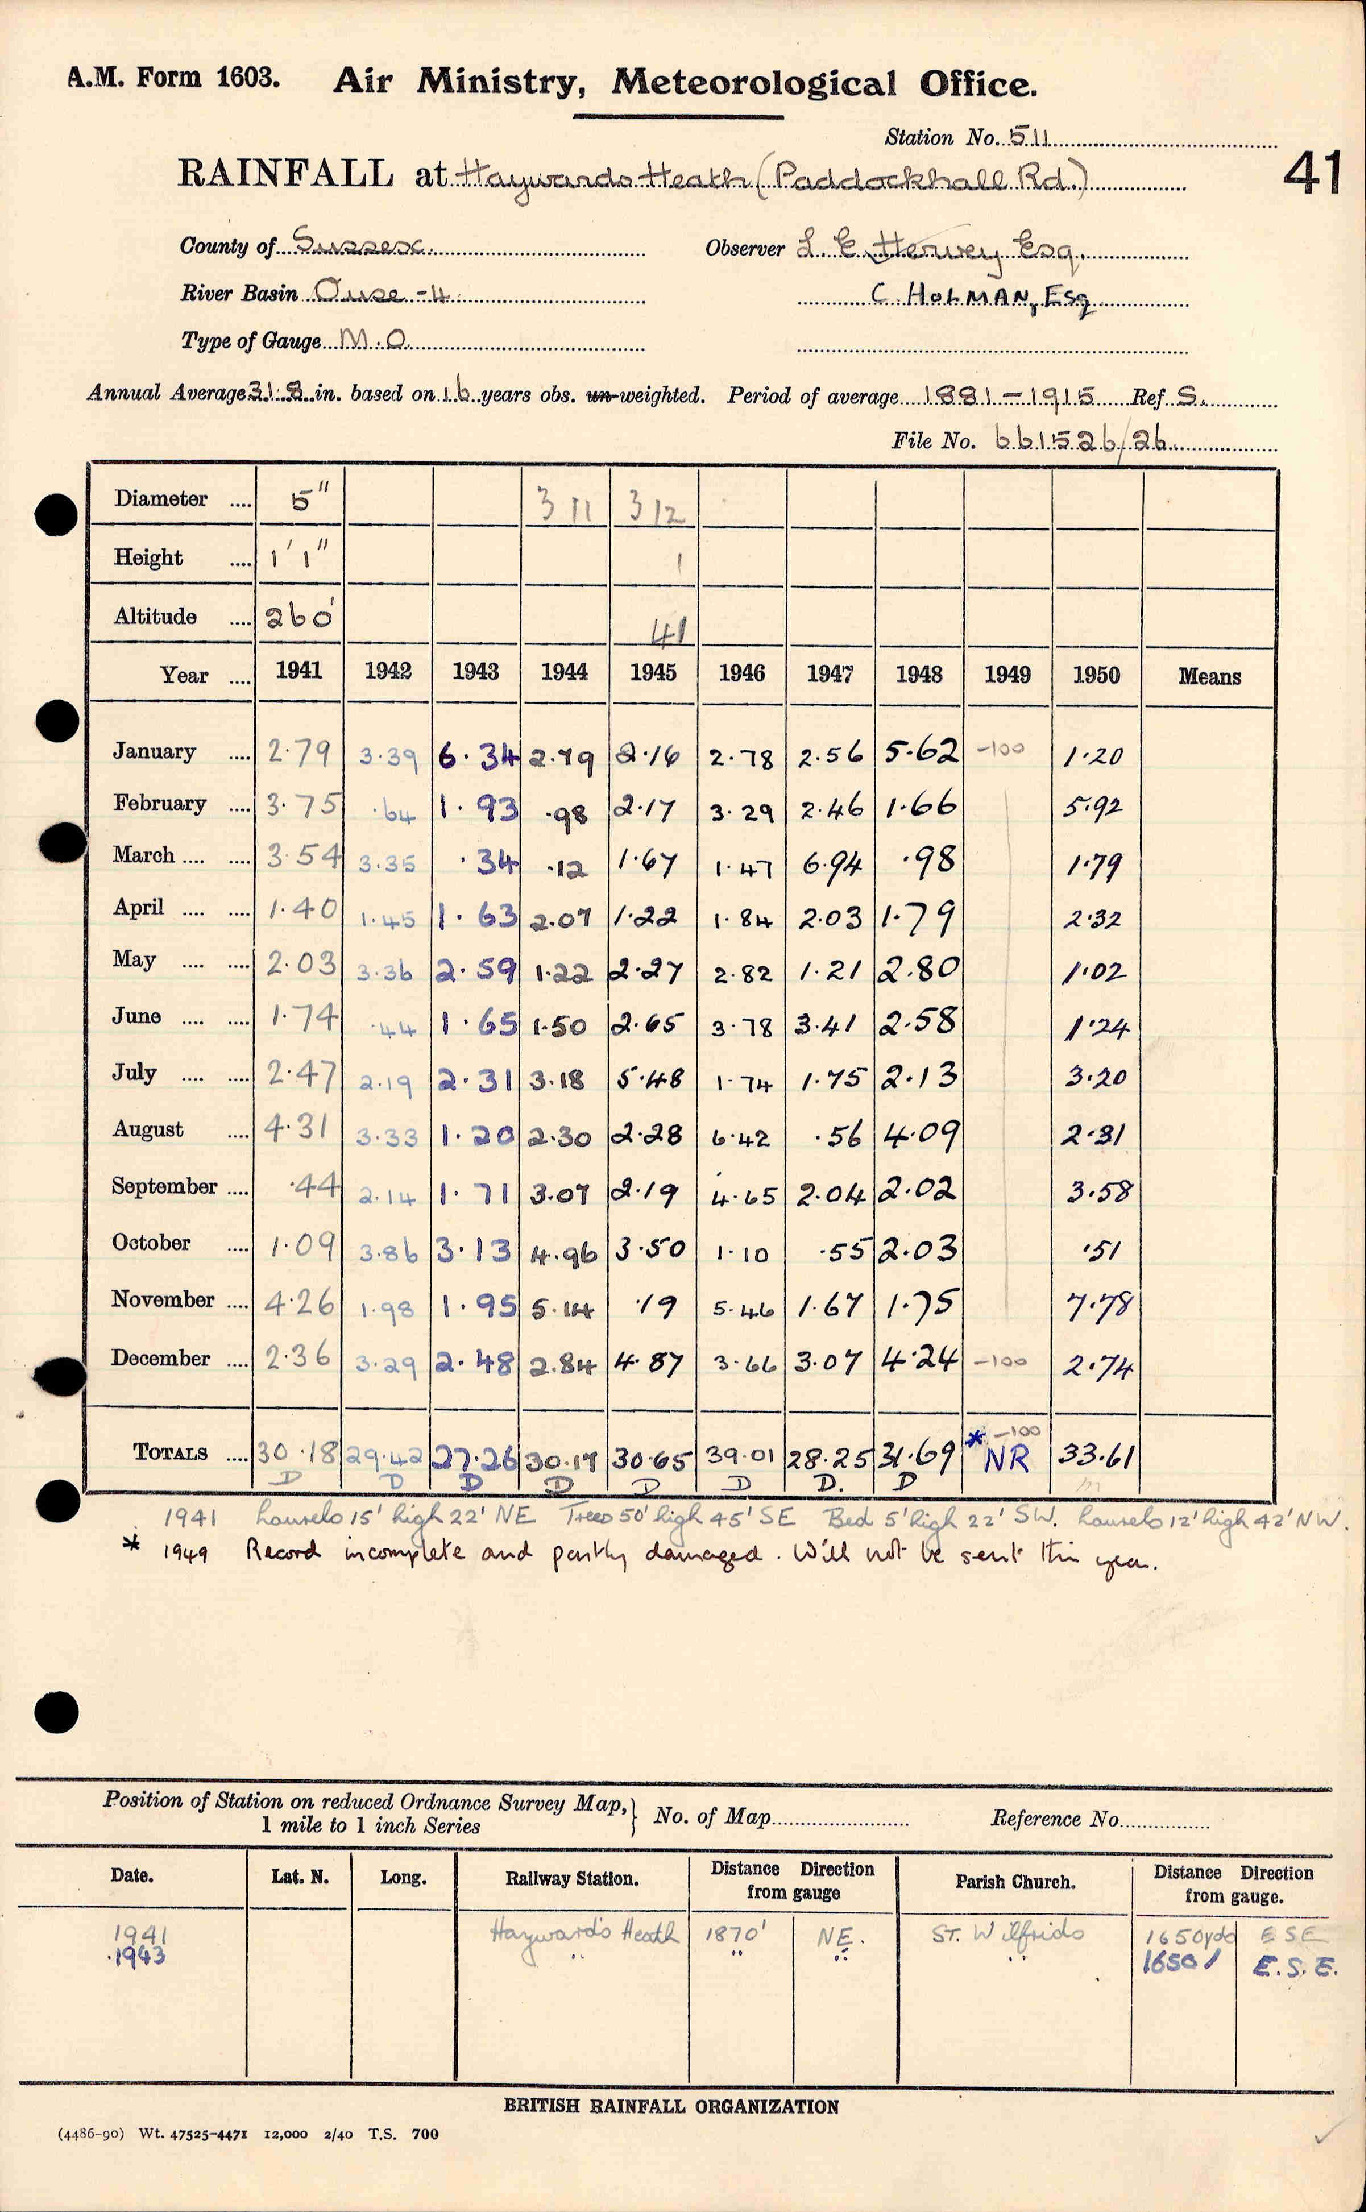 A.M. Form 1603. Air Ministry, Meteorological Office.
Station No. 511
41
RAINFALL at Haywards Heath (Paddockhall Rd.)
County of Sussex. Observer L. E. Hervey Esq.
River Basin Ouse - 4 C. HOLMAN, ESq
Type of Gauge M.O.
Annual Average 31.8 in. based on 16 years obs. un-weighted. Period of average 1881-1915 Ref S.
File No. 661526/26
Diameter .... 5" 3 11 3 12
Height .... 1' 1" 1
Altitude .... 260' 41
Year .... 1941 1942 1943 1944 1945 1946 1947 1948 1949 1950 Means
January .... 2.79 3.39 6.34 2.79 2.16 2.78 2.56 5.62 -100 1.20
February .... 3.75 .64 1.93 .98 2.17 3.29 2.46 1.66 5.92
March .... .... 3.54 3.35 .34 .12 1.67 1.47 6.94 .98 1.79
April .... .... 1.40 1.45 1.63 2.07 1.22 1.84 2.03 1.79 2.32
May .... .... 2.03 3.36 2.59 1.22 2.27 2.82 1.21 2.80 1.02
June .... .... 1.74 .44 1.65 1.50 2.65 3.78 3.41 2.58 1.24
July .... .... 2.47 2.19 2.31 3.18 5.48 1.74 1.75 2.13 3.20
August .... 4.31 3.33 1.20 2.30 2.28 6.42 .56 4.09 2.31
September .... .44 2.14 1.71 3.07 2.19 4.65 2.04 2.02 3.58
October .... 1.09 3.86 3.13 4.96 3.50 1.10 .55 2.03 .51
November .... 4.26 1.98 1.95 5.14 .19 5.46 1.67 1.75 7.78
December .... 2.36 3.29 2.48 2.84 4.87 3.66 3.07 4.24 -100 2.74
TOTALS .... 30.18 29.42 27.26 30.17 30.65 39.01 28.25 31.69 * -100 NR 33.61
D D D D D D D. D m
1941 Laurels 15' high 22' NE Trees 50' high 45' SE Bed 5' high 22' SW. Laurels 12' high 42' NW.
* 1949 Record incomplete and partly damaged. Will not be sent this year.
Position of Station on reduced Ordnance Survey Map, 1 mile to 1 inch Series } No. of Map Reference No.
Date. Lat. N. Long. Railway Station. Distance Direction from gauge Parish Church. Distance Direction from gauge.
1941 Hayward's Heath 1870' NE. ST. Wilfrids 1650yds ESE
1943 " " " " 1650 / E.S.E.
BRITISH RAINFALL ORGANIZATION
(4486-90) Wt. 47525-4471 12,000 2/40 T.S. 700